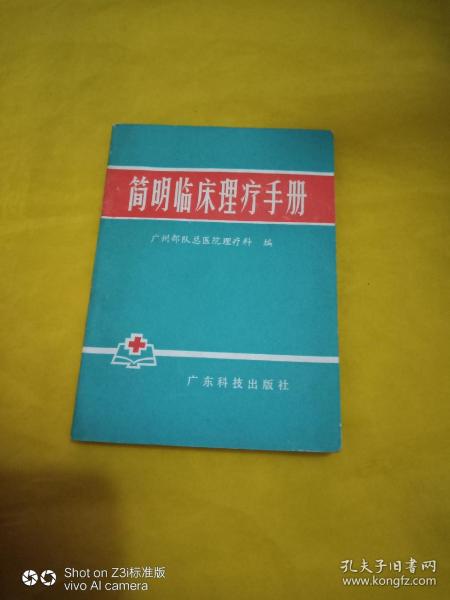 简明临床理疗手册
广州部队总医院理疗科 编
广东科技出版社
Shot on Z3i标准版
vivo AI camera
孔夫子旧书网
www.kongfz.com